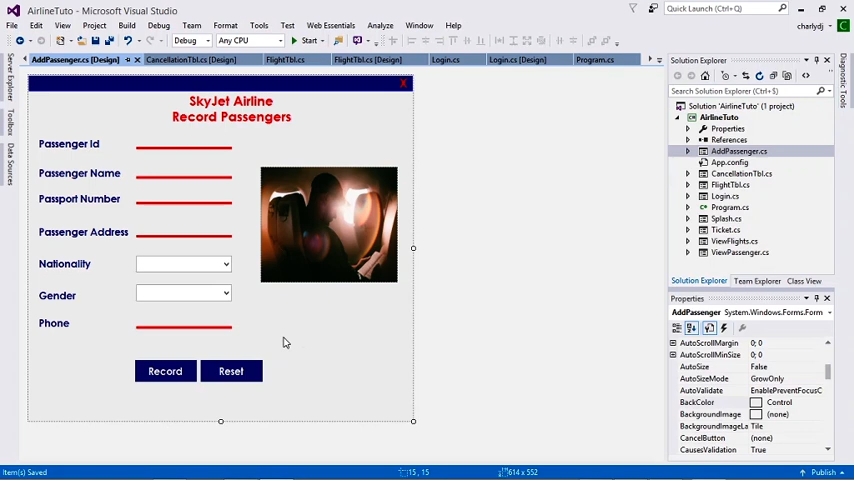 AirlineTuto - Microsoft Visual Studio
Quick Launch (Ctrl+Q)
File Edit View Project Build Debug Team Format Tools Test Web Essentials Analyze Window Help
charlydj
Debug Any CPU Start
AddPassenger.cs [Design] CancellationTbl.cs [Design] FlightTbl.cs FlightTbl.cs [Design] Login.cs Login.cs [Design] Program.cs
Server Explorer
Toolbox
Data Sources
X
SkyJet Airline
Record Passengers
Passenger Id
Passenger Name
Passport Number
Passenger Address
Nationality
Gender
Phone
Record Reset
Solution Explorer
Search Solution Explorer (Ctrl+$)
Solution 'AirlineTuto' (1 project)
AirlineTuto
Properties
References
AddPassenger.cs
App.config
CancellationTbl.cs
FlightTbl.cs
Login.cs
Program.cs
Splash.cs
Ticket.cs
ViewFlights.cs
ViewPassenger.cs
Solution Explorer Team Explorer Class View
Properties
AddPassenger System.Windows.Forms.Form
AutoScrollMargin 0; 0
AutoScrollMinSize 0; 0
AutoSize False
AutoSizeMode GrowOnly
AutoValidate EnablePreventFocusC
BackColor Control
BackgroundImage (none)
BackgroundImageLa Tile
CancelButton (none)
CausesValidation True
Diagnostic Tools
Item(s) Saved 15 , 15 614 x 552 Publish